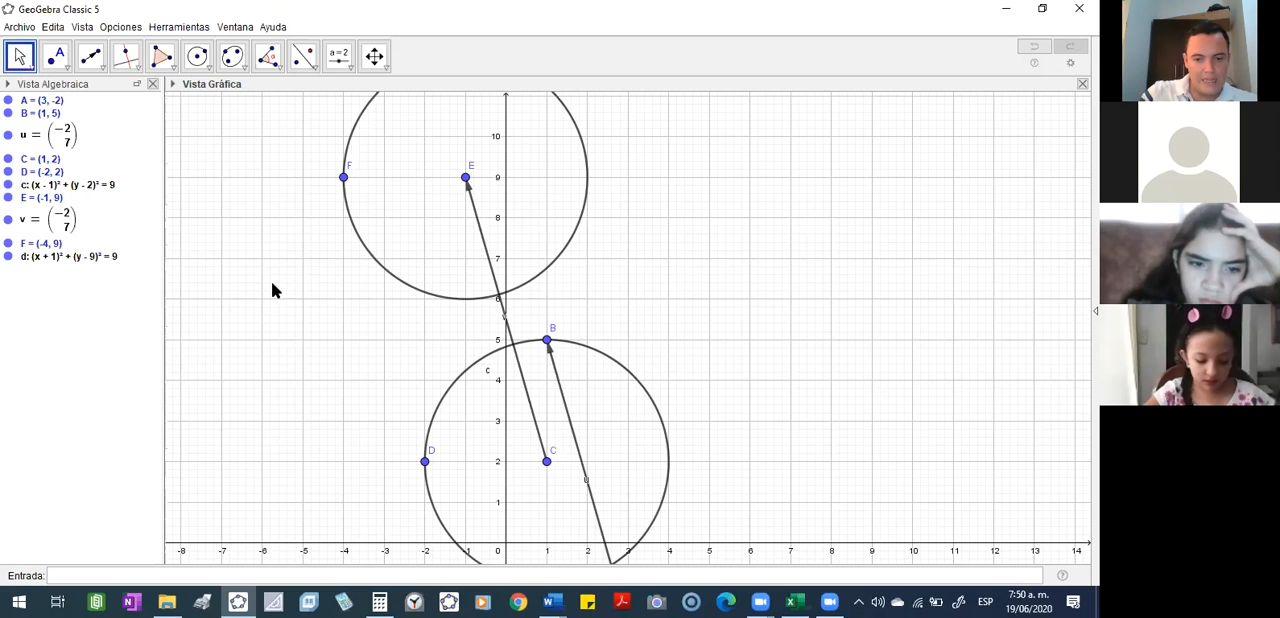 GeoGebra Classic 5
Archivo Edita Vista Opciones Herramientas Ventana Ayuda
A
α
a = 2
Vista Algebraica
Vista Gráfica
A = (3, -2)
B = (1, 5)
u = (-2
7)
C = (1, 2)
D = (-2, 2)
c: (x - 1)² + (y - 2)² = 9
E = (-1, 9)
v = (-2
7)
F = (-4, 9)
d: (x + 1)² + (y - 9)² = 9
10
F E
9
8
7
6
v
B
5
c
4
3
D C
2
u
1
-8 -7 -6 -5 -4 -3 -2 -1 0 1 2 3 4 5 6 7 8 9 10 11 12 13 14
Entrada:
ESP
7:50 a. m.
19/06/2020